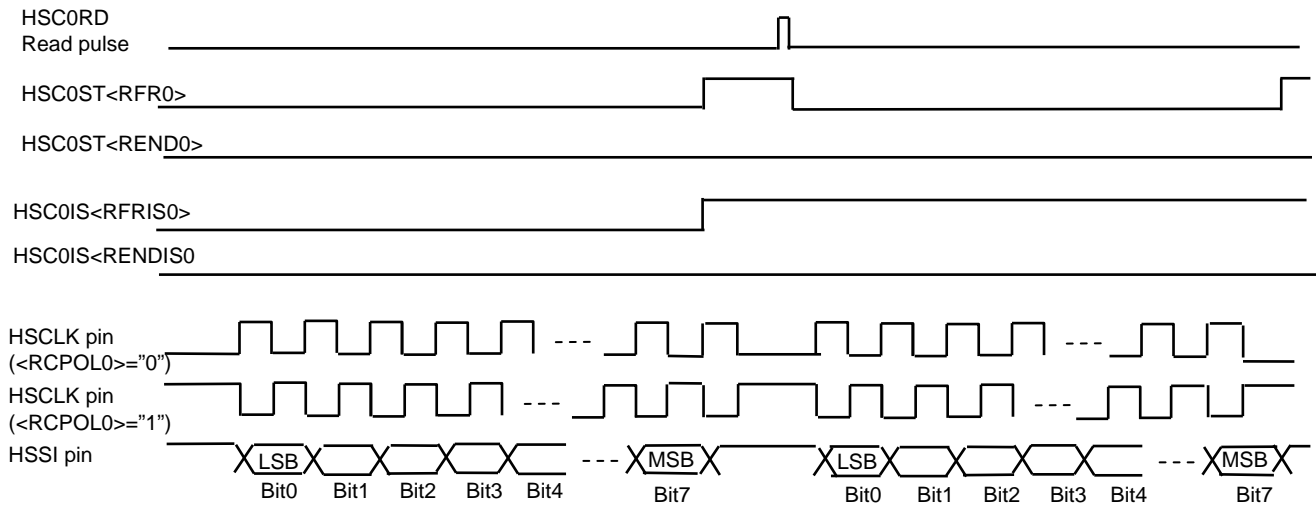 HSC0RD
Read pulse
HSC0ST<RFR0>
HSC0ST<REND0>
HSC0IS<RFRIS0>
HSC0IS<RENDIS0
HSCLK pin
(<RCPOL0>="0")
HSCLK pin
(<RCPOL0>="1")
HSSI pin
LSB MSB LSB MSB
Bit0 Bit1 Bit2 Bit3 Bit4 Bit7 Bit0 Bit1 Bit2 Bit3 Bit4 Bit7